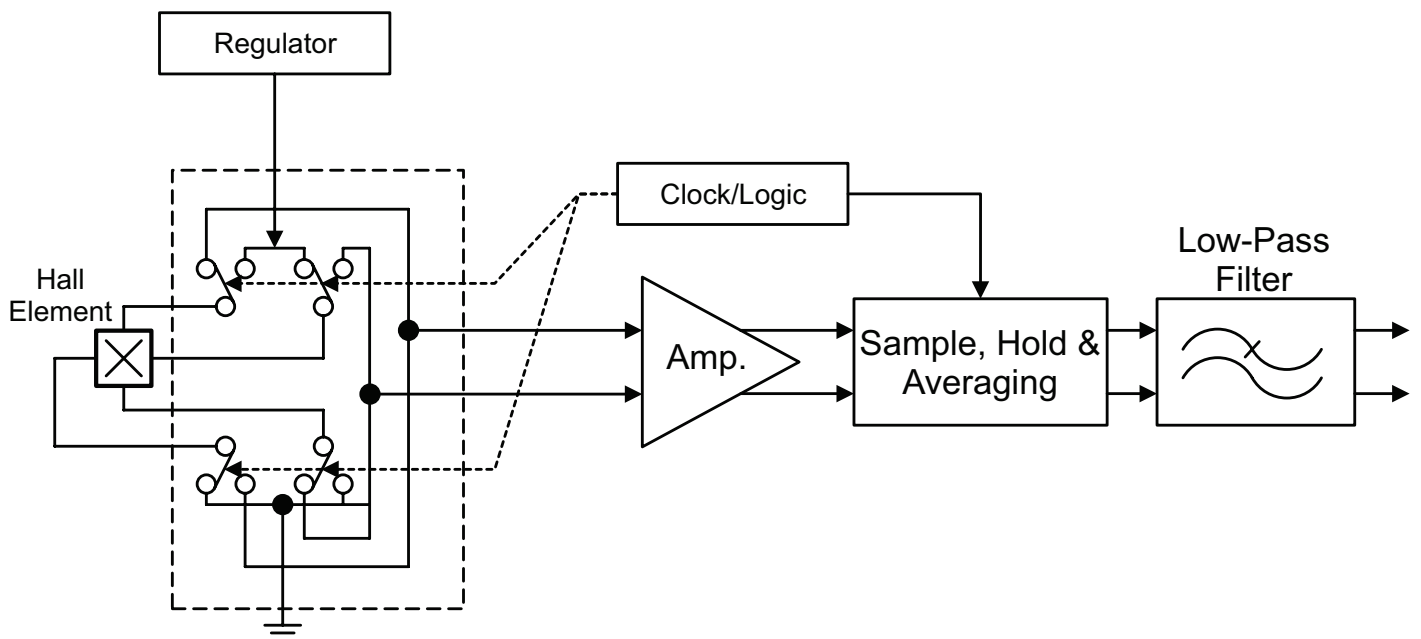 Regulator
Clock/Logic
Low-Pass
Filter
Hall
Element
Amp.
Sample, Hold &
Averaging